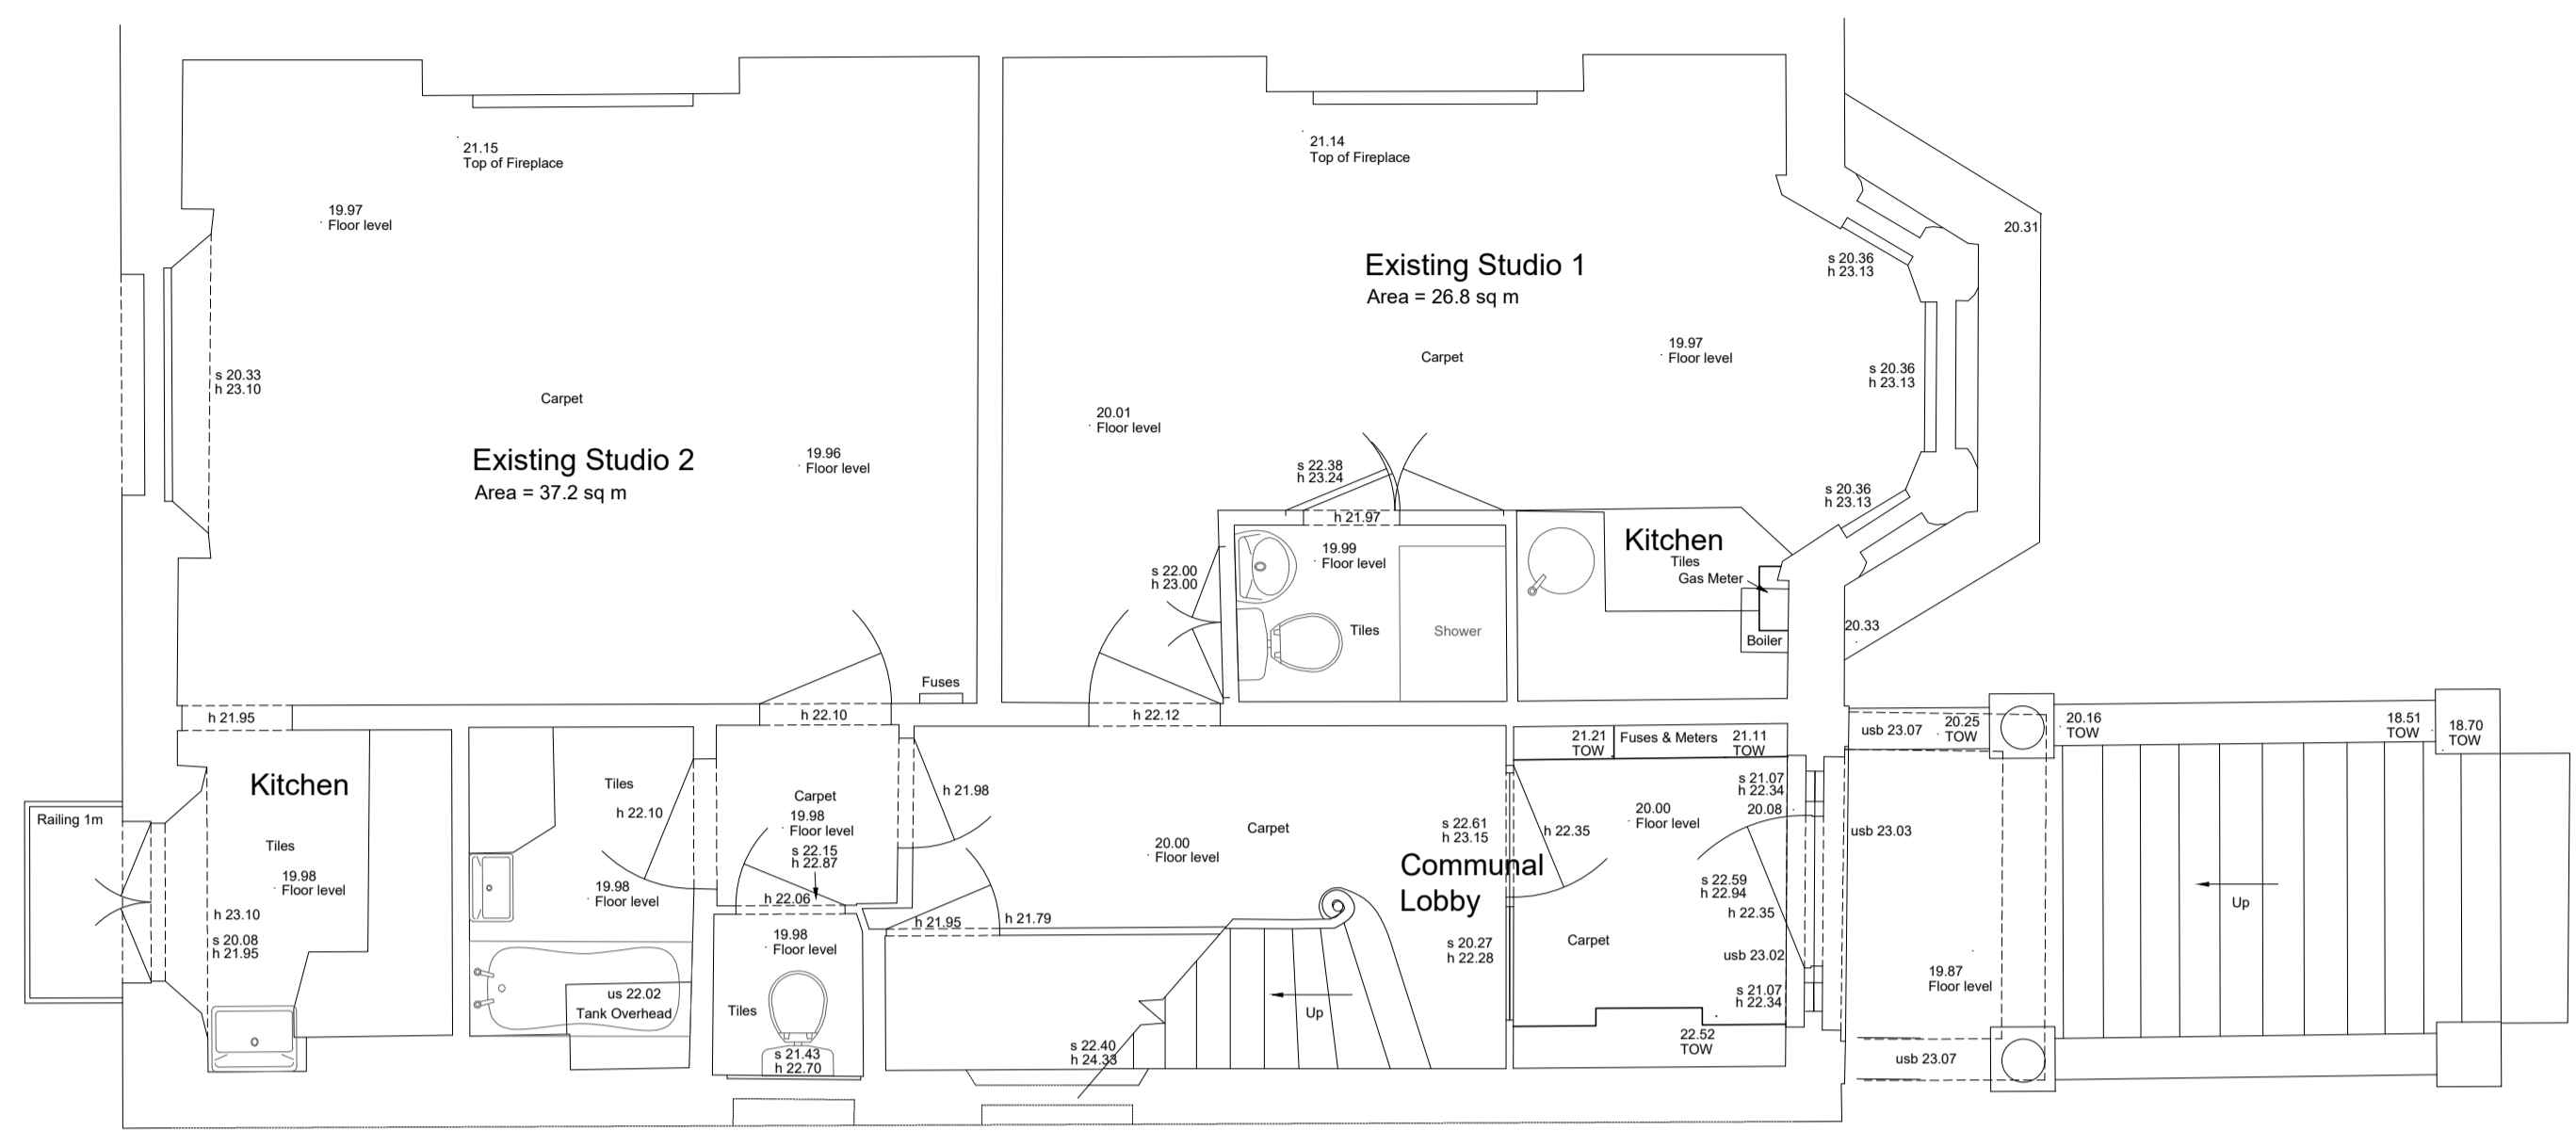 21.15
Top of Fireplace
19.97
Floor level
s 20.33
h 23.10
Carpet
Existing Studio 2
Area = 37.2 sq m
19.96
Floor level
Fuses
h 21.95
h 22.10
21.14
Top of Fireplace
Existing Studio 1
Area = 26.8 sq m
Carpet
19.97
Floor level
20.01
Floor level
s 20.36
h 23.13
20.31
s 20.36
h 23.13
s 20.36
h 23.13
s 22.38
h 23.24
h 21.97
19.99
Floor level
s 22.00
h 23.00
Tiles
Shower
Kitchen
Tiles
Gas Meter
Boiler
20.33
h 22.12
Railing 1m
Kitchen
Tiles
19.98
Floor level
h 23.10
s 20.08
h 21.95
Tiles
h 22.10
19.98
Floor level
us 22.02
Tank Overhead
Carpet
19.98
Floor level
s 22.15
h 22.87
h 22.06
19.98
Floor level
Tiles
s 21.43
h 22.70
h 21.98
h 21.95
h 21.79
20.00
Floor level
Carpet
Communal
Lobby
s 22.61
h 23.15
s 20.27
h 22.28
Up
s 22.40
h 24.33
21.21
TOW
Fuses & Meters
21.11
TOW
h 22.35
20.00
Floor level
s 21.07
h 22.34
20.08
s 22.59
h 22.94
h 22.35
Carpet
usb 23.02
s 21.07
h 22.34
22.52
TOW
usb 23.07
20.25
TOW
20.16
TOW
18.51
TOW
18.70
TOW
usb 23.03
Up
19.87
Floor level
usb 23.07